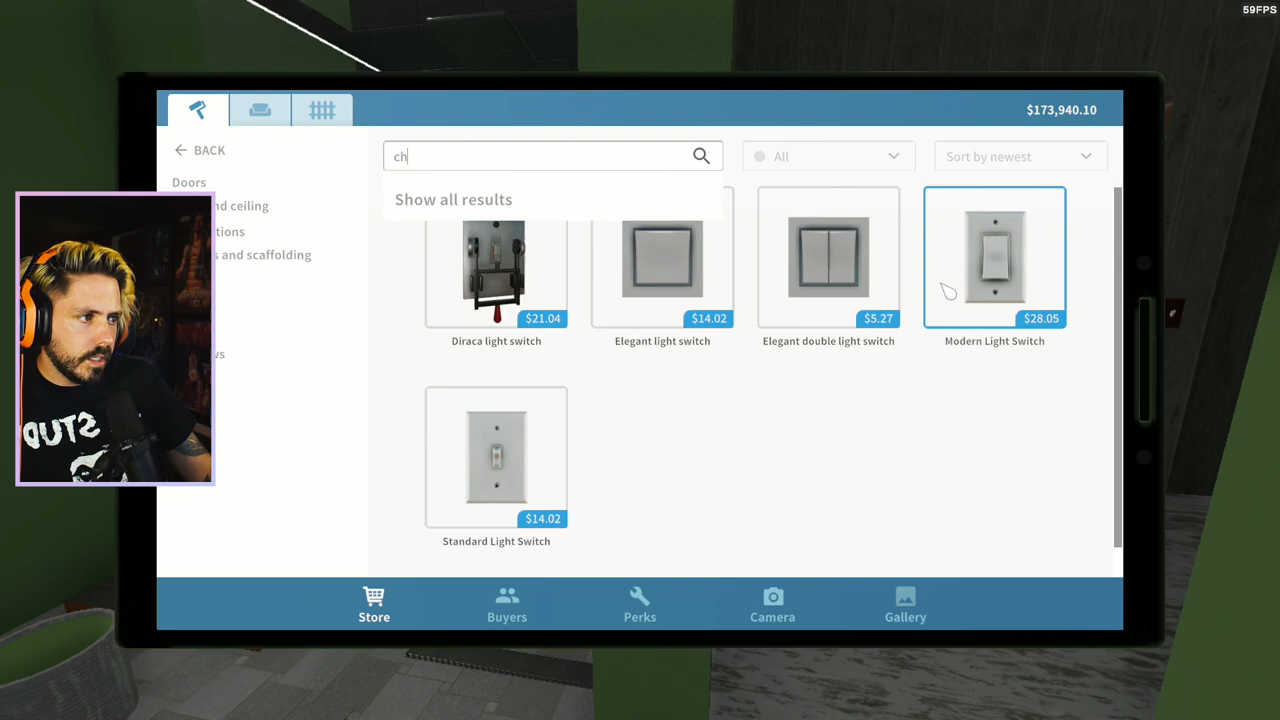 59FPS
$173,940.10
BACK
ch
All
Sort by newest
Doors
nd ceiling
Show all results
tions
s and scaffolding
$21.04
$14.02
$5.27
$28.05
Diraca light switch
Elegant light switch
Elegant double light switch
Modern Light Switch
ws
STUD
$14.02
Standard Light Switch
Store
Buyers
Perks
Camera
Gallery